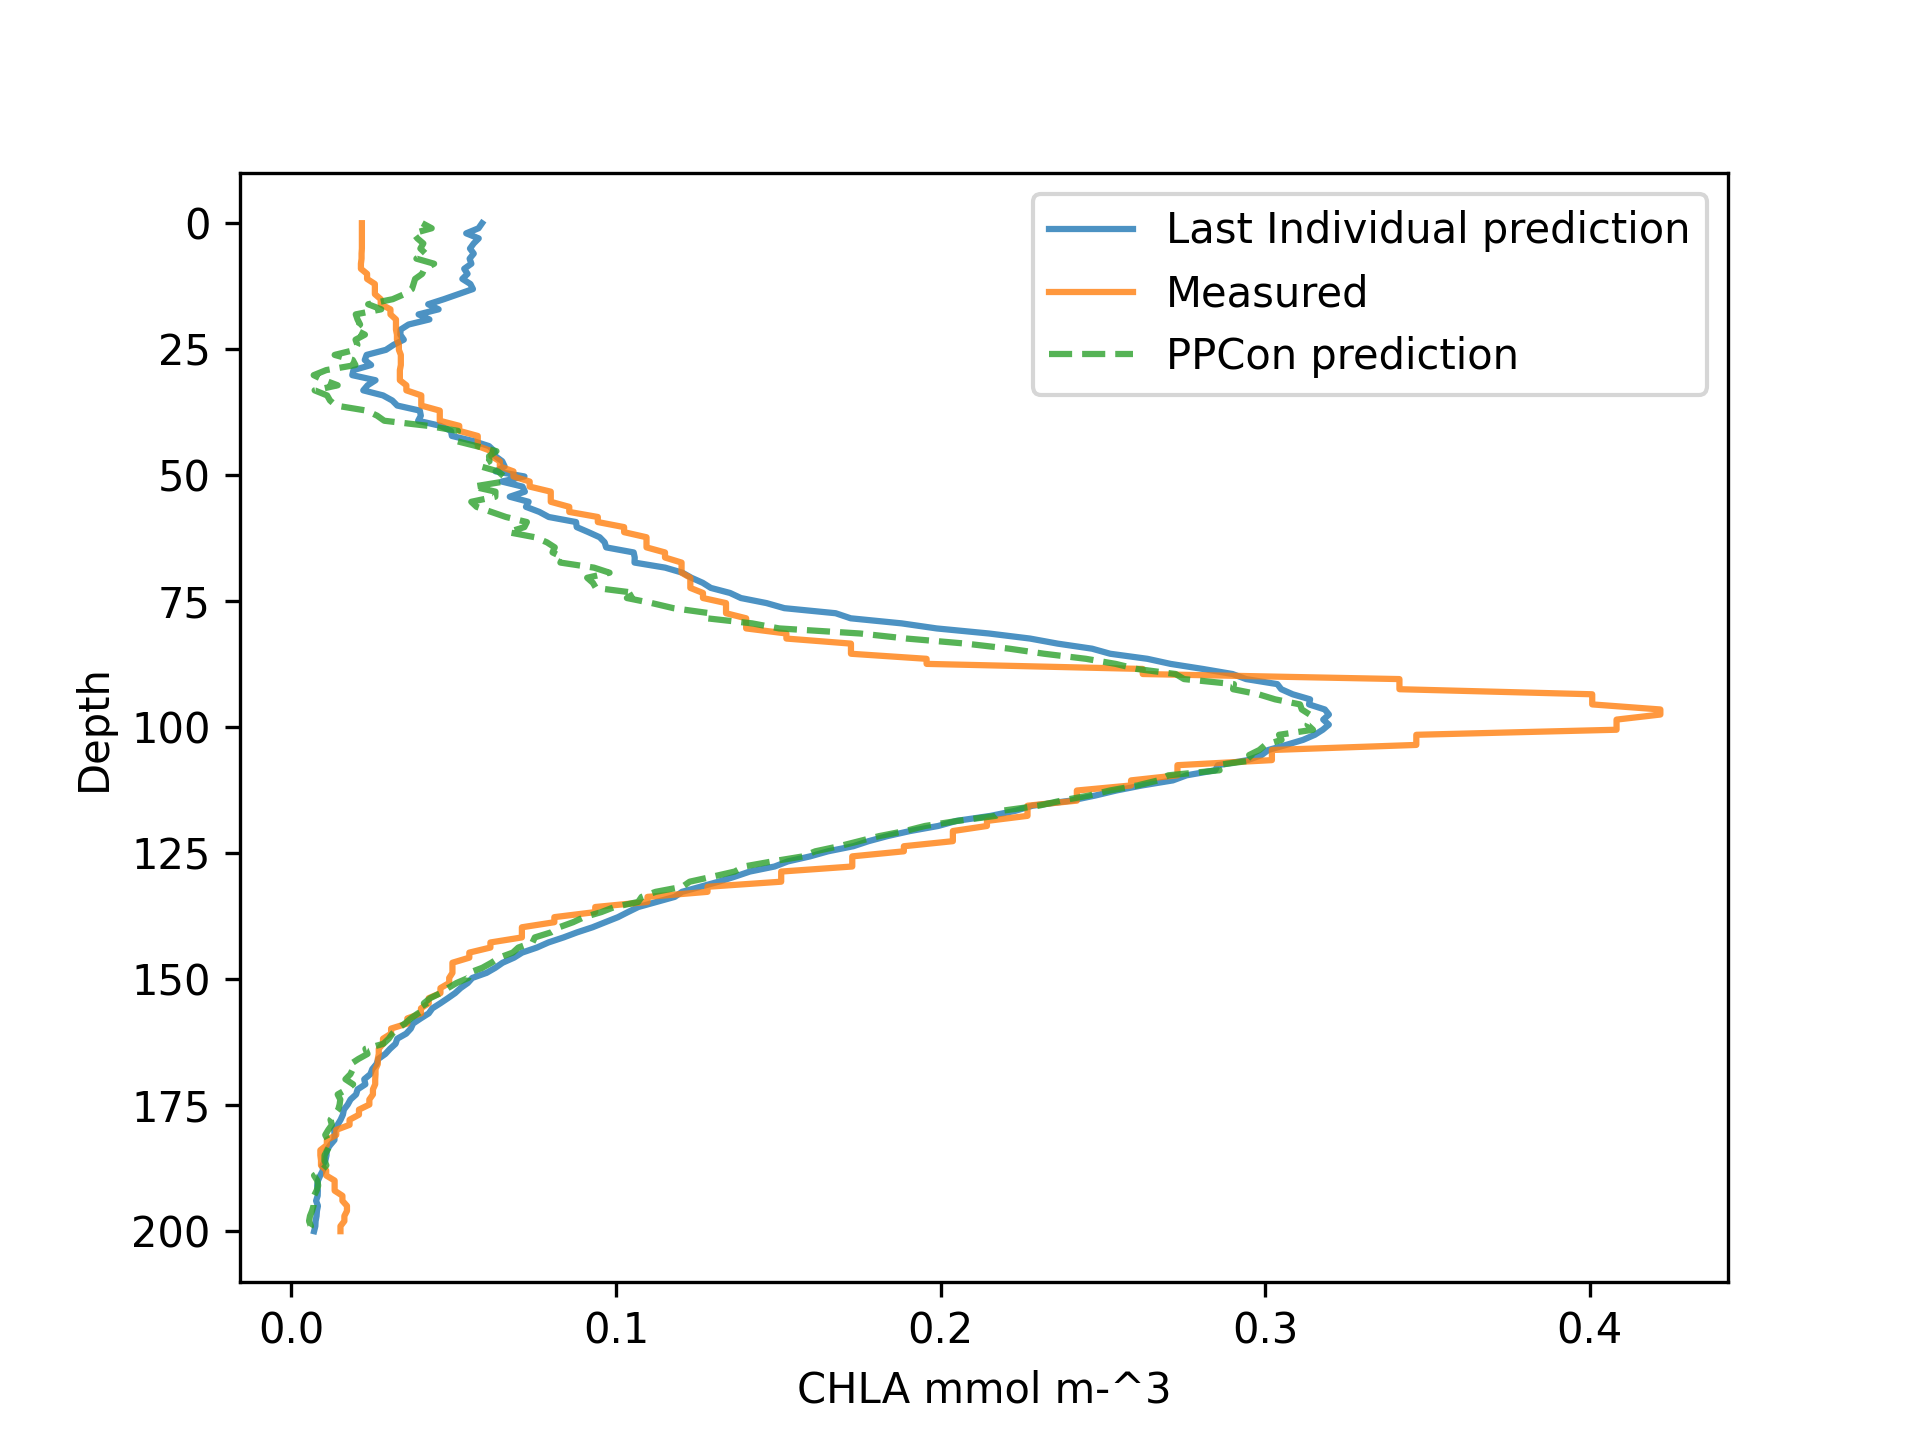 Last Individual prediction
Measured
PPCon prediction
0
25
50
75
100
125
150
175
200
Depth
0.0 0.1 0.2 0.3 0.4
CHLA mmol m-^3